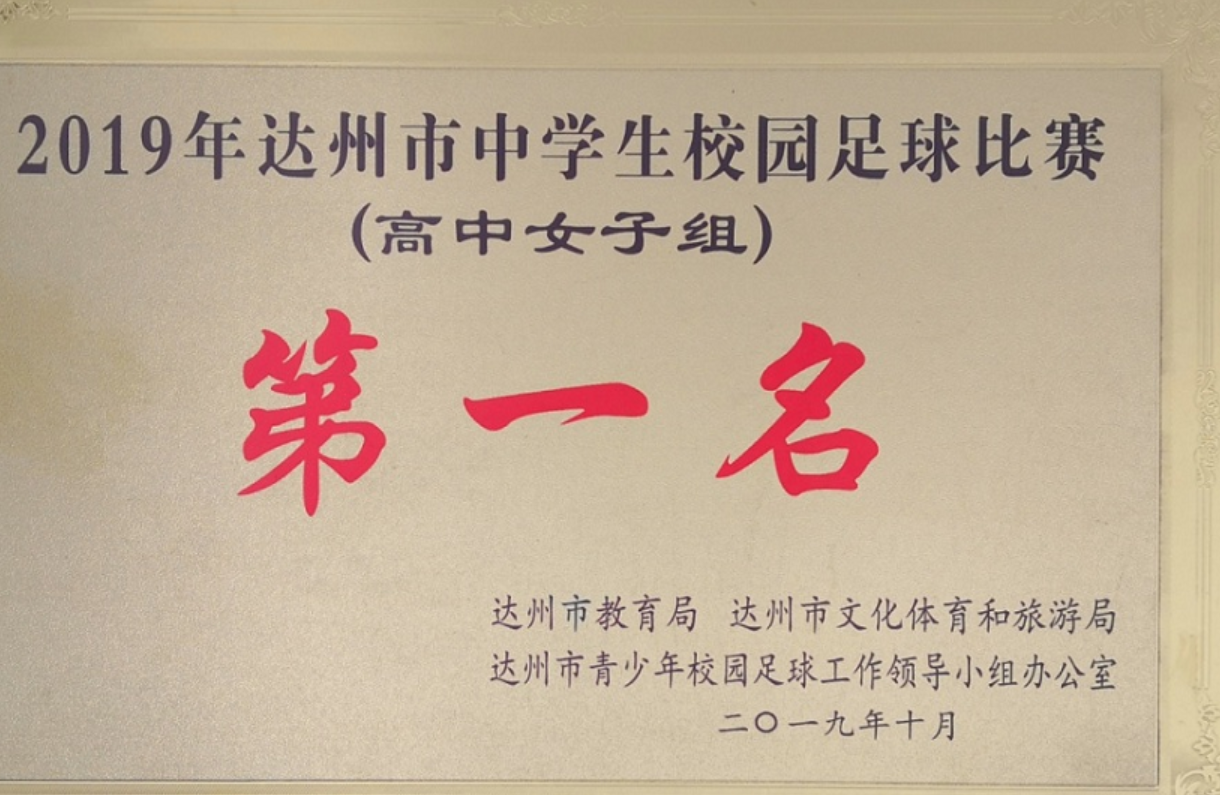 2019年达州市中学生校园足球比赛
(高中女子组)
第一名
达州市教育局 达州市文化体育和旅游局
达州市青少年校园足球工作领导小组办公室
二〇一九年十月